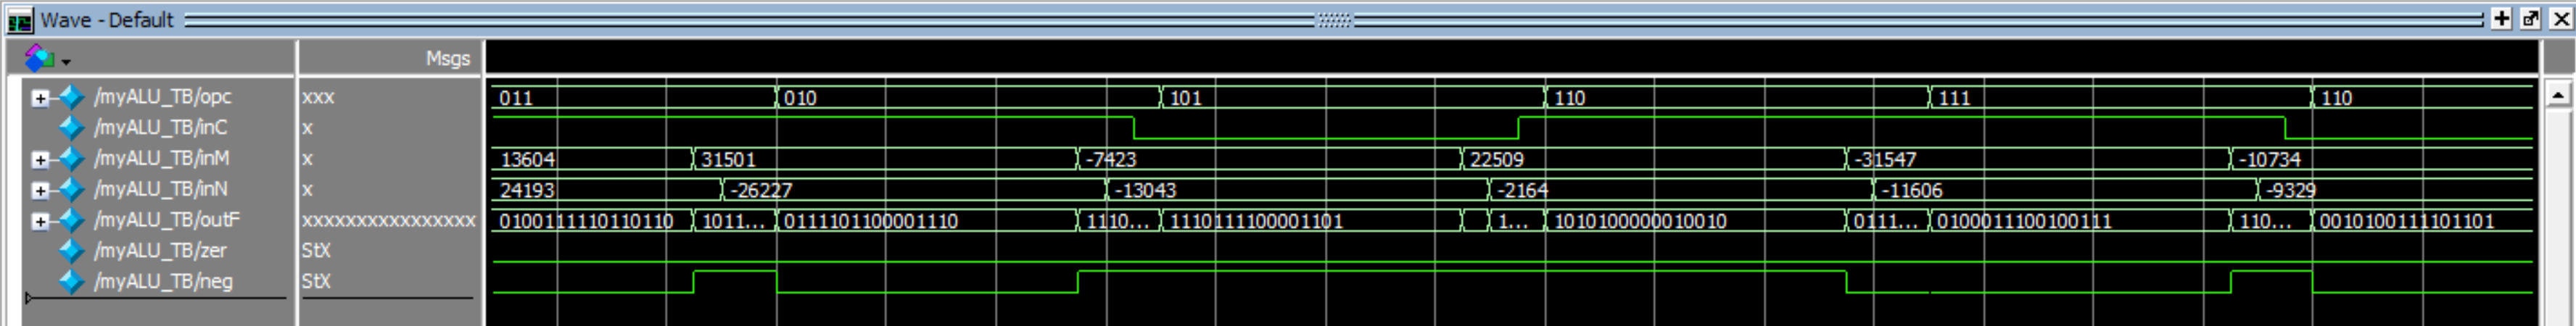 Wave - Default
Msgs
/myALU_TB/opc xxx 011 010 101 110 111 110
/myALU_TB/inC x
/myALU_TB/inM x 13604 31501 -7423 22509 -31547 -10734
/myALU_TB/inN x 24193 -26227 -13043 -2164 -11606 -9329
/myALU_TB/outF xxxxxxxxxxxxxxxx 0100111110110110 1011... 0111101100001110 1110... 1110111100001101 1... 1010100000010010 0111... 0100011100100111 110... 0010100111101101
/myALU_TB/zer StX
/myALU_TB/neg StX